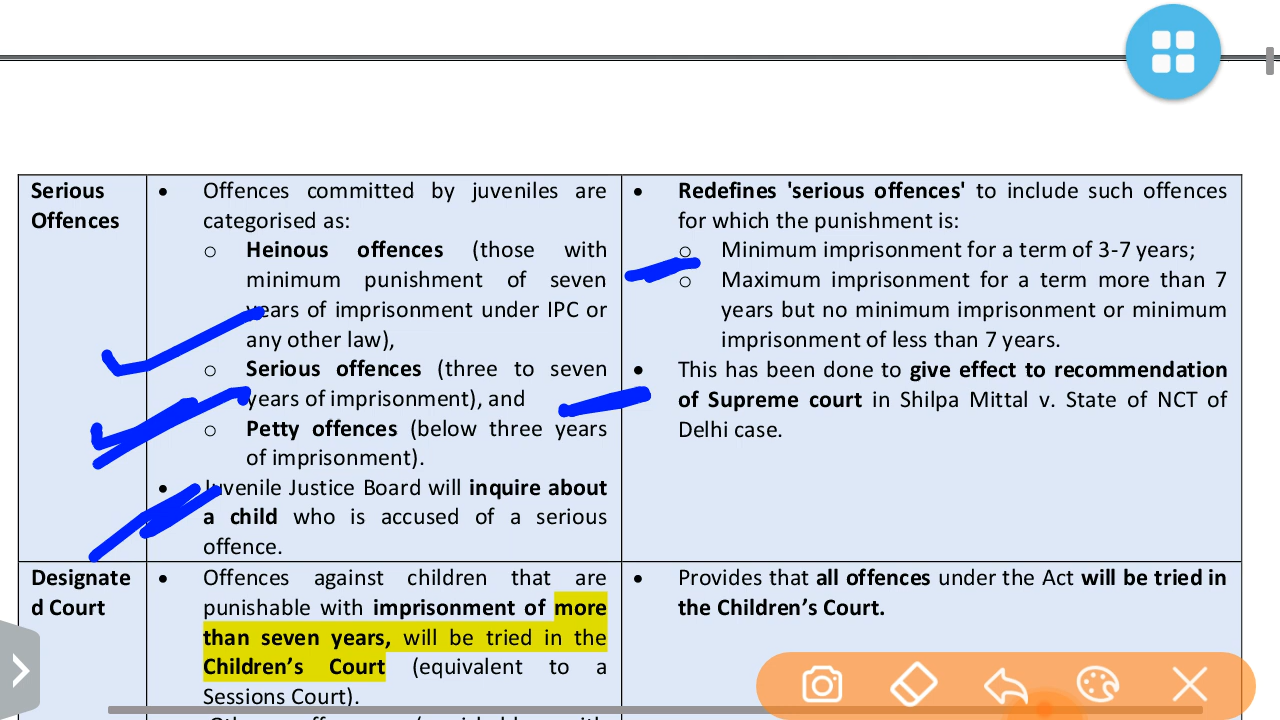 Serious
Offences
• Offences committed by juveniles are
categorised as:
o Heinous offences (those with
minimum punishment of seven
years of imprisonment under IPC or
any other law),
o Serious offences (three to seven
years of imprisonment), and
o Petty offences (below three years
of imprisonment).
• Juvenile Justice Board will inquire about
a child who is accused of a serious
offence.
• Redefines 'serious offences' to include such offences
for which the punishment is:
o Minimum imprisonment for a term of 3-7 years;
o Maximum imprisonment for a term more than 7
years but no minimum imprisonment or minimum
imprisonment of less than 7 years.
• This has been done to give effect to recommendation
of Supreme court in Shilpa Mittal v. State of NCT of
Delhi case.
Designate
d Court
• Offences against children that are
punishable with imprisonment of more
than seven years, will be tried in the
Children's Court (equivalent to a
Sessions Court).
• Provides that all offences under the Act will be tried in
the Children's Court.